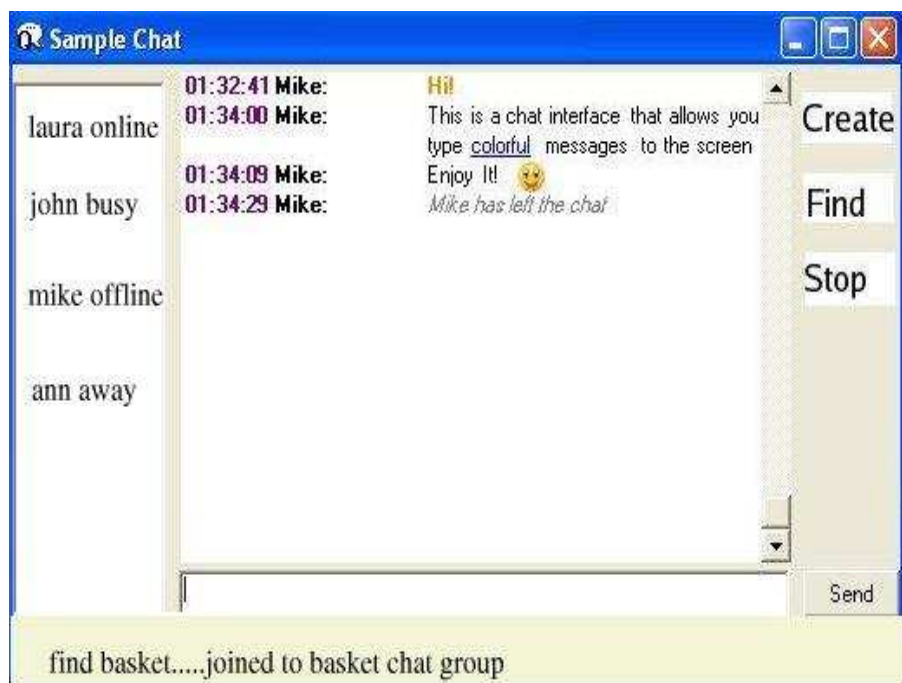 Sample Chat
laura online
john busy
mike offline
ann away
01:32:41 Mike: Hi!
01:34:00 Mike: This is a chat interface that allows you
type colorful messages to the screen
01:34:09 Mike: Enjoy It!
01:34:29 Mike: Mike has left the chat
Create
Find
Stop
Send
find basket.....joined to basket chat group